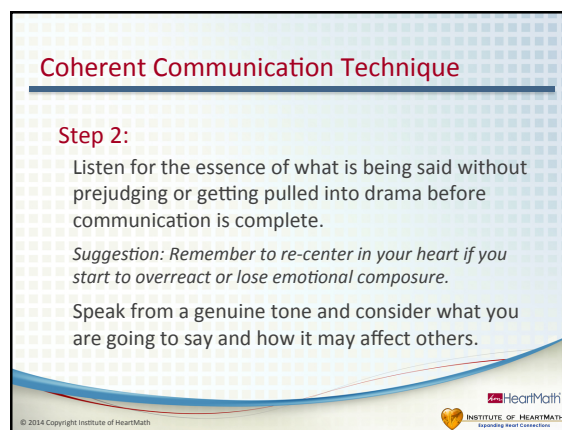 Coherent Communication Technique
Step 2:
Listen for the essence of what is being said without
prejudging or getting pulled into drama before
communication is complete.
Suggestion: Remember to re-center in your heart if you
start to overreact or lose emotional composure.
Speak from a genuine tone and consider what you
are going to say and how it may affect others.
HeartMath
© 2014 Copyright Institute of HeartMath
INSTITUTE OF HEARTMATH
Expanding Heart Connections